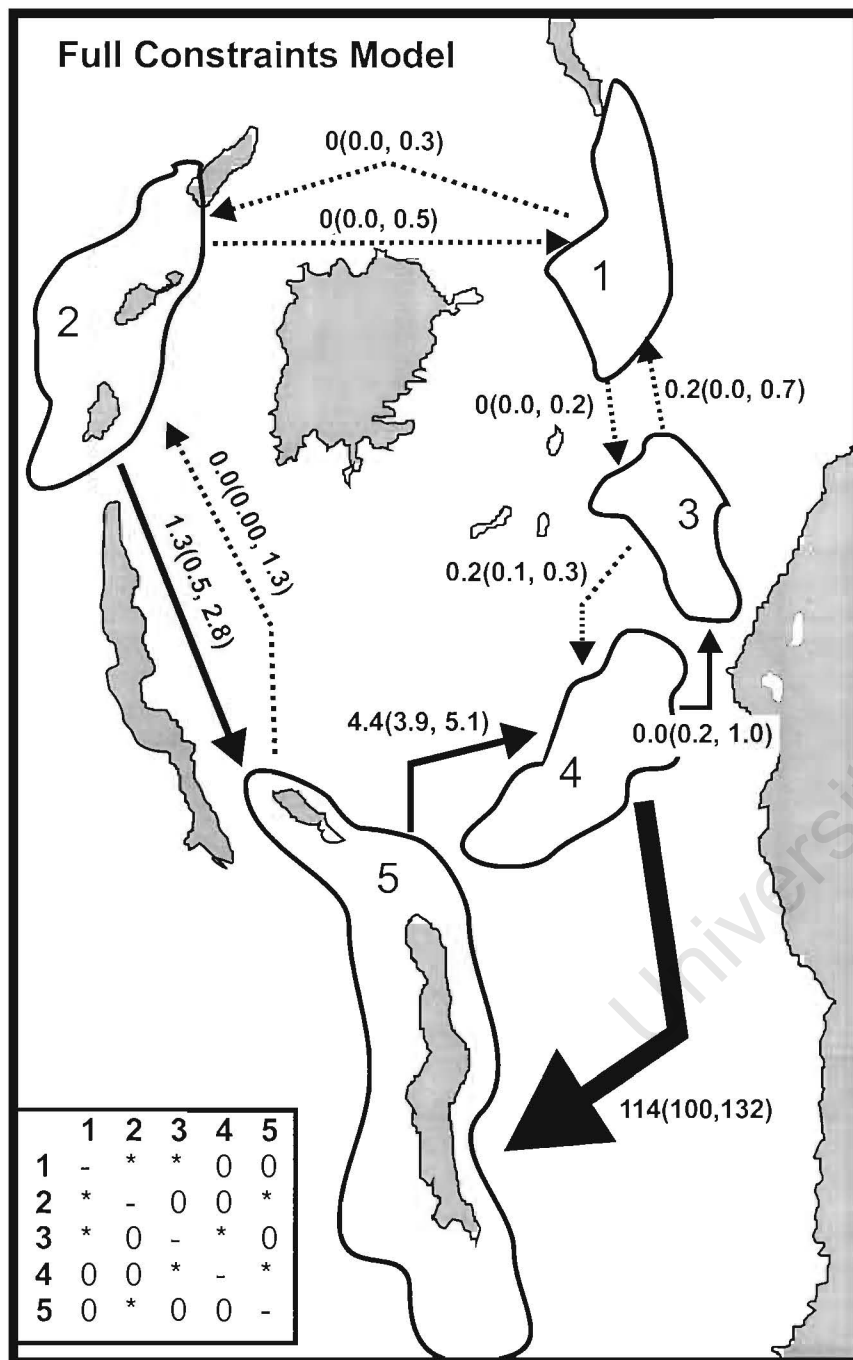 Full Constraints Model
0(0.0, 0.3)
0(0.0, 0.5)
1
2
0(0.0, 0.2)
0.2(0.0, 0.7)
3
0.0(0.00, 1.3)
1.3(0.5, 2.8)
0.2(0.1, 0.3)
4.4(3.9, 5.1)
0.0(0.2, 1.0)
4
5
Universit
114(100,132)
1 2 3 4 5
1 - * * 0 0
2 * - 0 0 *
3 * 0 - * 0
4 0 0 * - *
5 0 * 0 0 -